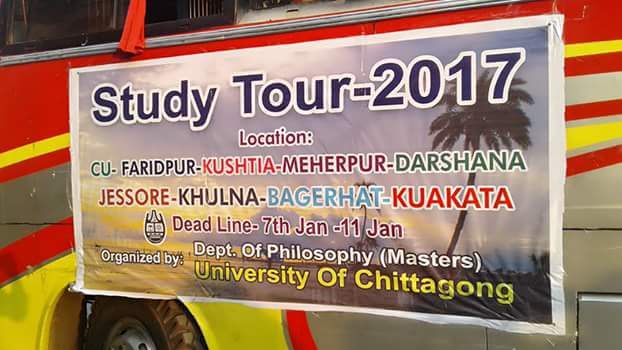 Study Tour-2017
Location:
CU- FARIDPUR-KUSHTIA-MEHERPUR-DARSHANA
JESSORE-KHULNA-BAGERHAT-KUAKATA
Dead Line- 7th Jan -11 Jan
Organized by: Dept. Of Philosophy (Masters)
University Of Chittagong